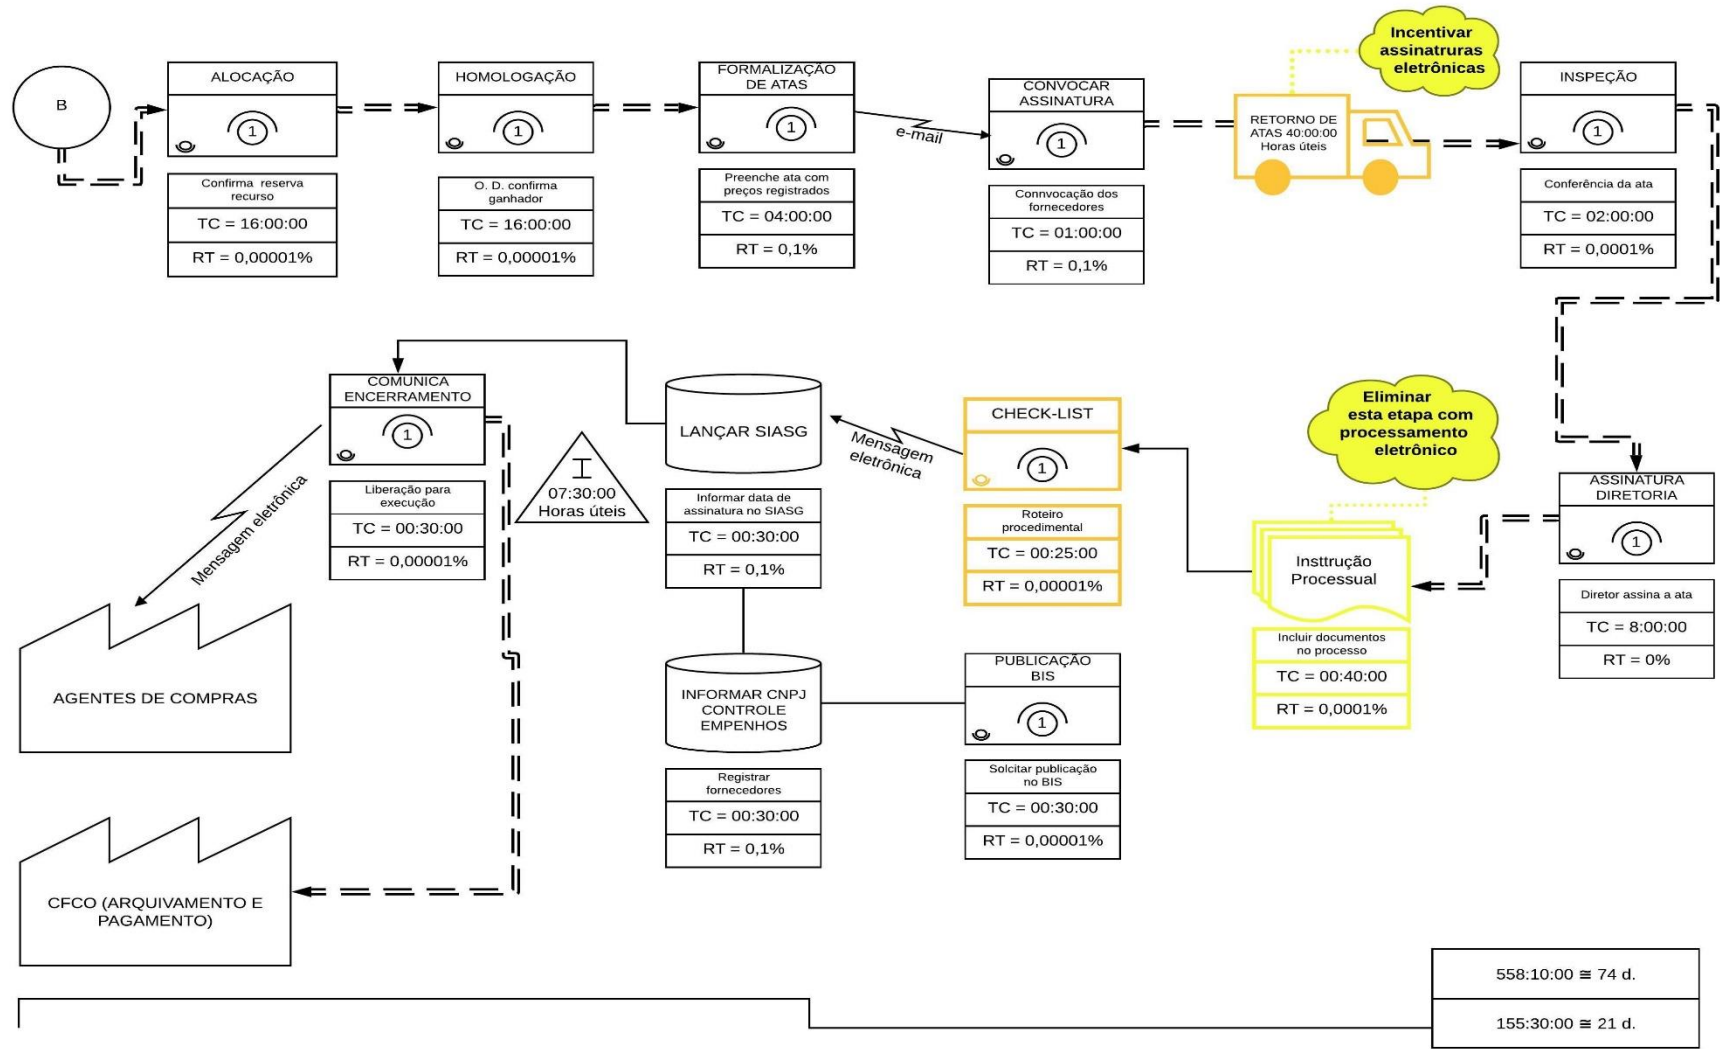 B
ALOCAÇÃO
1
Confirma reserva
recurso
TC = 16:00:00
RT = 0,00001%
HOMOLOGAÇÃO
1
O. D. confirma
ganhador
TC = 16:00:00
RT = 0,00001%
FORMALIZAÇÃO
DE ATAS
1
Preenche ata com
preços registrados
TC = 04:00:00
RT = 0,1%
e-mail
CONVOCAR
ASSINATURA
1
Connvocação dos
fornecedores
TC = 01:00:00
RT = 0,1%
Incentivar
assinatruras
eletrônicas
RETORNO DE
ATAS 40:00:00
Horas úteis
INSPEÇÃO
1
Conferência da ata
TC = 02:00:00
RT = 0,0001%
ASSINATURA
DIRETORIA
1
Diretor assina a ata
TC = 8:00:00
RT = 0%
Eliminar
esta etapa com
processamento
eletrônico
Insttrução
Processual
Incluir documentos
no processo
TC = 00:40:00
RT = 0,0001%
CHECK-LIST
1
Roteiro
procedimental
TC = 00:25:00
RT = 0,00001%
Mensagem
eletrônica
LANÇAR SIASG
Informar data de
assinatura no SIASG
TC = 00:30:00
RT = 0,1%
I
07:30:00
Horas úteis
COMUNICA
ENCERRAMENTO
1
Liberação para
execução
TC = 00:30:00
RT = 0,00001%
Mensagem eletrônica
AGENTES DE COMPRAS
INFORMAR CNPJ
CONTROLE
EMPENHOS
Registrar
fornecedores
TC = 00:30:00
RT = 0,1%
PUBLICAÇÃO
BIS
1
Solcitar publicação
no BIS
TC = 00:30:00
RT = 0,00001%
CFCO (ARQUIVAMENTO E
PAGAMENTO)
558:10:00 ≅ 74 d.
155:30:00 ≅ 21 d.